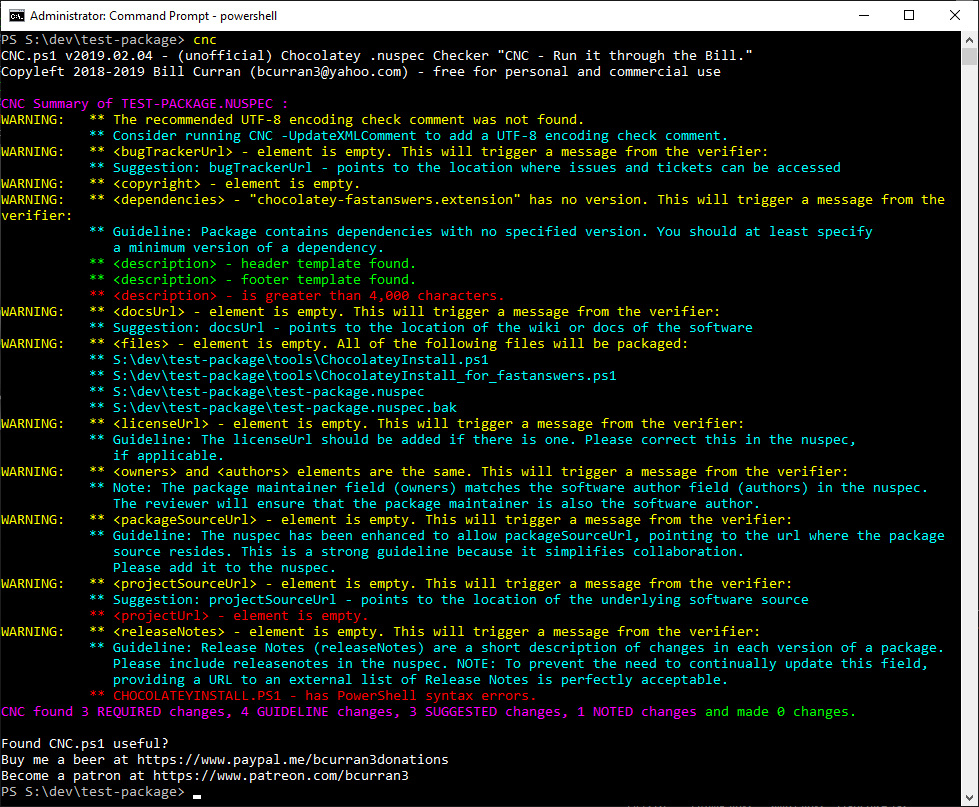 Administrator: Command Prompt - powershell
PS S:\dev\test-package> cnc
CNC.ps1 v2019.02.04 - (unofficial) Chocolatey .nuspec Checker "CNC - Run it through the Bill."
Copyleft 2018-2019 Bill Curran (bcurran3@yahoo.com) - free for personal and commercial use
CNC Summary of TEST-PACKAGE.NUSPEC :
WARNING: ** The recommended UTF-8 encoding check comment was not found.
** Consider running CNC -UpdateXMLComment to add a UTF-8 encoding check comment.
WARNING: ** <bugTrackerUrl> - element is empty. This will trigger a message from the verifier:
** Suggestion: bugTrackerUrl - points to the location where issues and tickets can be accessed
WARNING: ** <copyright> - element is empty.
WARNING: ** <dependencies> - "chocolatey-fastanswers.extension" has no version. This will trigger a message from the
verifier:
** Guideline: Package contains dependencies with no specified version. You should at least specify
a minimum version of a dependency.
** <description> - header template found.
** <description> - footer template found.
** <description> - is greater than 4,000 characters.
WARNING: ** <docsUrl> - element is empty. This will trigger a message from the verifier:
** Suggestion: docsUrl - points to the location of the wiki or docs of the software
WARNING: ** <files> - element is empty. All of the following files will be packaged:
** S:\dev\test-package\tools\ChocolateyInstall.ps1
** S:\dev\test-package\tools\ChocolateyInstall_for_fastanswers.ps1
** S:\dev\test-package\test-package.nuspec
** S:\dev\test-package\test-package.nuspec.bak
WARNING: ** <licenseUrl> - element is empty. This will trigger a message from the verifier:
** Guideline: The licenseUrl should be added if there is one. Please correct this in the nuspec,
if applicable.
WARNING: ** <owners> and <authors> elements are the same. This will trigger a message from the verifier:
** Note: The package maintainer field (owners) matches the software author field (authors) in the nuspec.
The reviewer will ensure that the package maintainer is also the software author.
WARNING: ** <packageSourceUrl> - element is empty. This will trigger a message from the verifier:
** Guideline: The nuspec has been enhanced to allow packageSourceUrl, pointing to the url where the package
source resides. This is a strong guideline because it simplifies collaboration.
Please add it to the nuspec.
WARNING: ** <projectSourceUrl> - element is empty. This will trigger a message from the verifier:
** Suggestion: projectSourceUrl - points to the location of the underlying software source
** <projectUrl> - element is empty.
WARNING: ** <releaseNotes> - element is empty. This will trigger a message from the verifier:
** Guideline: Release Notes (releaseNotes) are a short description of changes in each version of a package.
Please include releasenotes in the nuspec. NOTE: To prevent the need to continually update this field,
providing a URL to an external list of Release Notes is perfectly acceptable.
** CHOCOLATEYINSTALL.PS1 - has PowerShell syntax errors.
CNC found 3 REQUIRED changes, 4 GUIDELINE changes, 3 SUGGESTED changes, 1 NOTED changes and made 0 changes.
Found CNC.ps1 useful?
Buy me a beer at https://www.paypal.me/bcurran3donations
Become a patron at https://www.patreon.com/bcurran3
PS S:\dev\test-package>